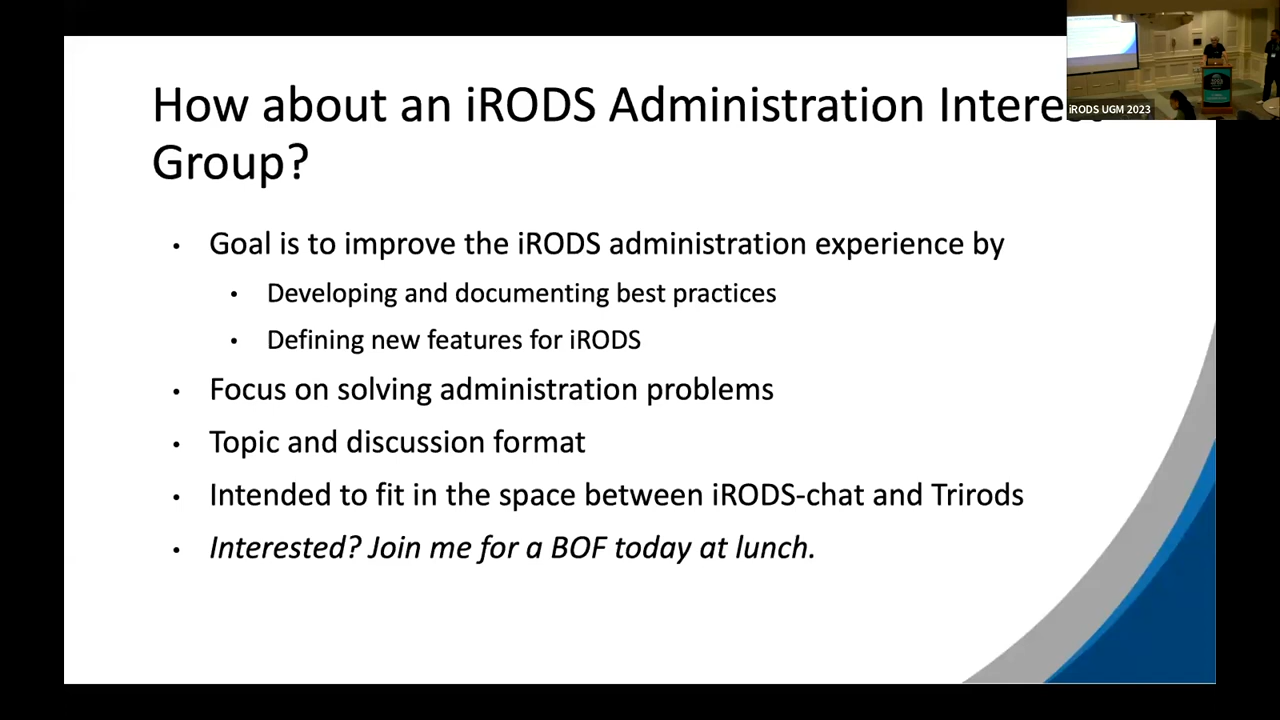 How about an iRODS Administration Interest
Group?
• Goal is to improve the iRODS administration experience by
• Developing and documenting best practices
• Defining new features for iRODS
• Focus on solving administration problems
• Topic and discussion format
• Intended to fit in the space between iRODS-chat and Trirods
• Interested? Join me for a BOF today at lunch.
iRODS UGM 2023